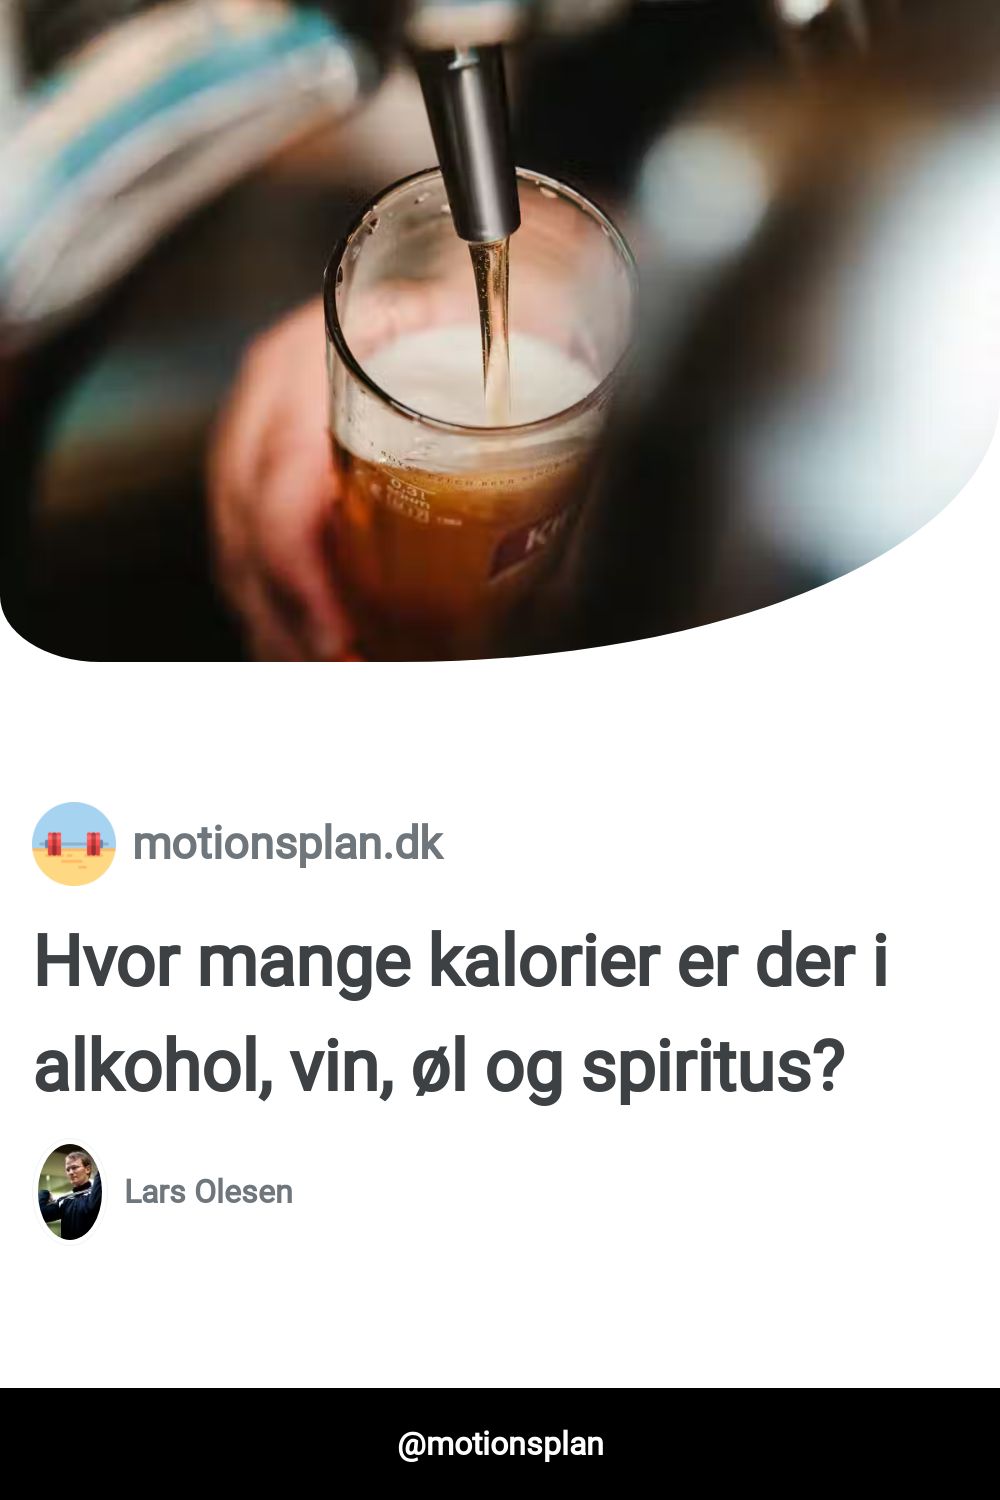 0.3l
motionsplan.dk
Hvor mange kalorier er der i
alkohol, vin, øl og spiritus?
Lars Olesen
@motionsplan